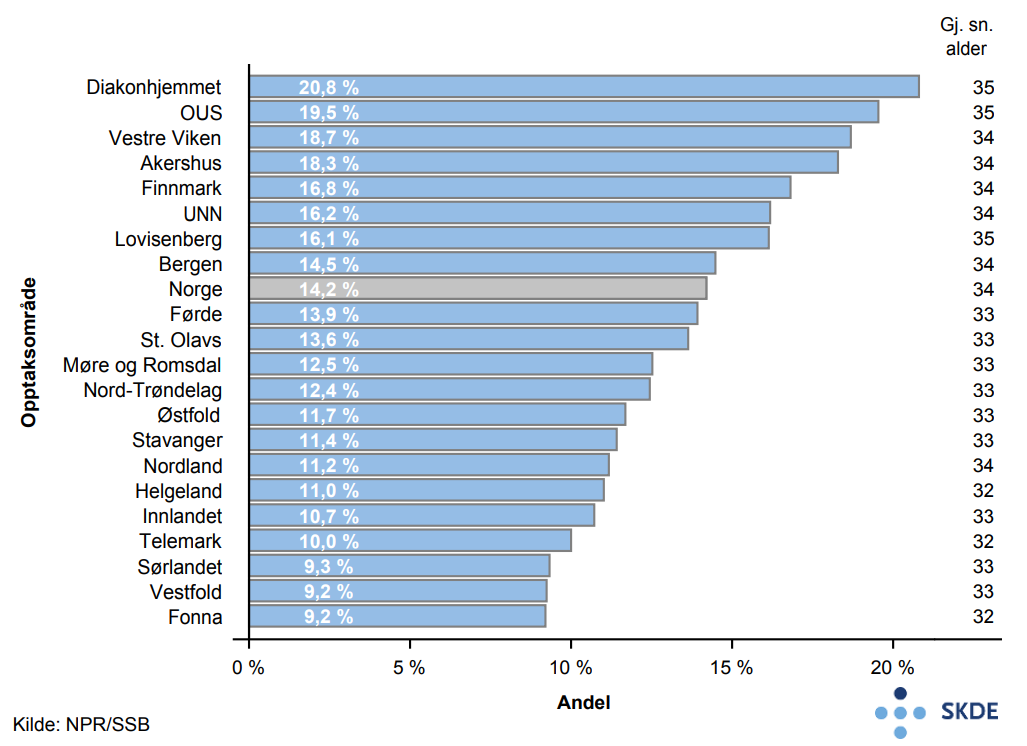 Gj. sn.
alder
Diakonhjemmet 20,8 % 35
OUS 19,5 % 35
Vestre Viken 18,7 % 34
Akershus 18,3 % 34
Finnmark 16,8 % 34
UNN 16,2 % 34
Lovisenberg 16,1 % 35
Bergen 14,5 % 34
Norge 14,2 % 34
Førde 13,9 % 33
St. Olavs 13,6 % 33
Møre og Romsdal 12,5 % 33
Nord-Trøndelag 12,4 % 33
Østfold 11,7 % 33
Stavanger 11,4 % 33
Nordland 11,2 % 34
Helgeland 11,0 % 32
Innlandet 10,7 % 33
Telemark 10,0 % 32
Sørlandet 9,3 % 33
Vestfold 9,2 % 33
Fonna 9,2 % 32
Opptaksområde
0 % 5 % 10 % 15 % 20 %
Andel
Kilde: NPR/SSB
SKDE